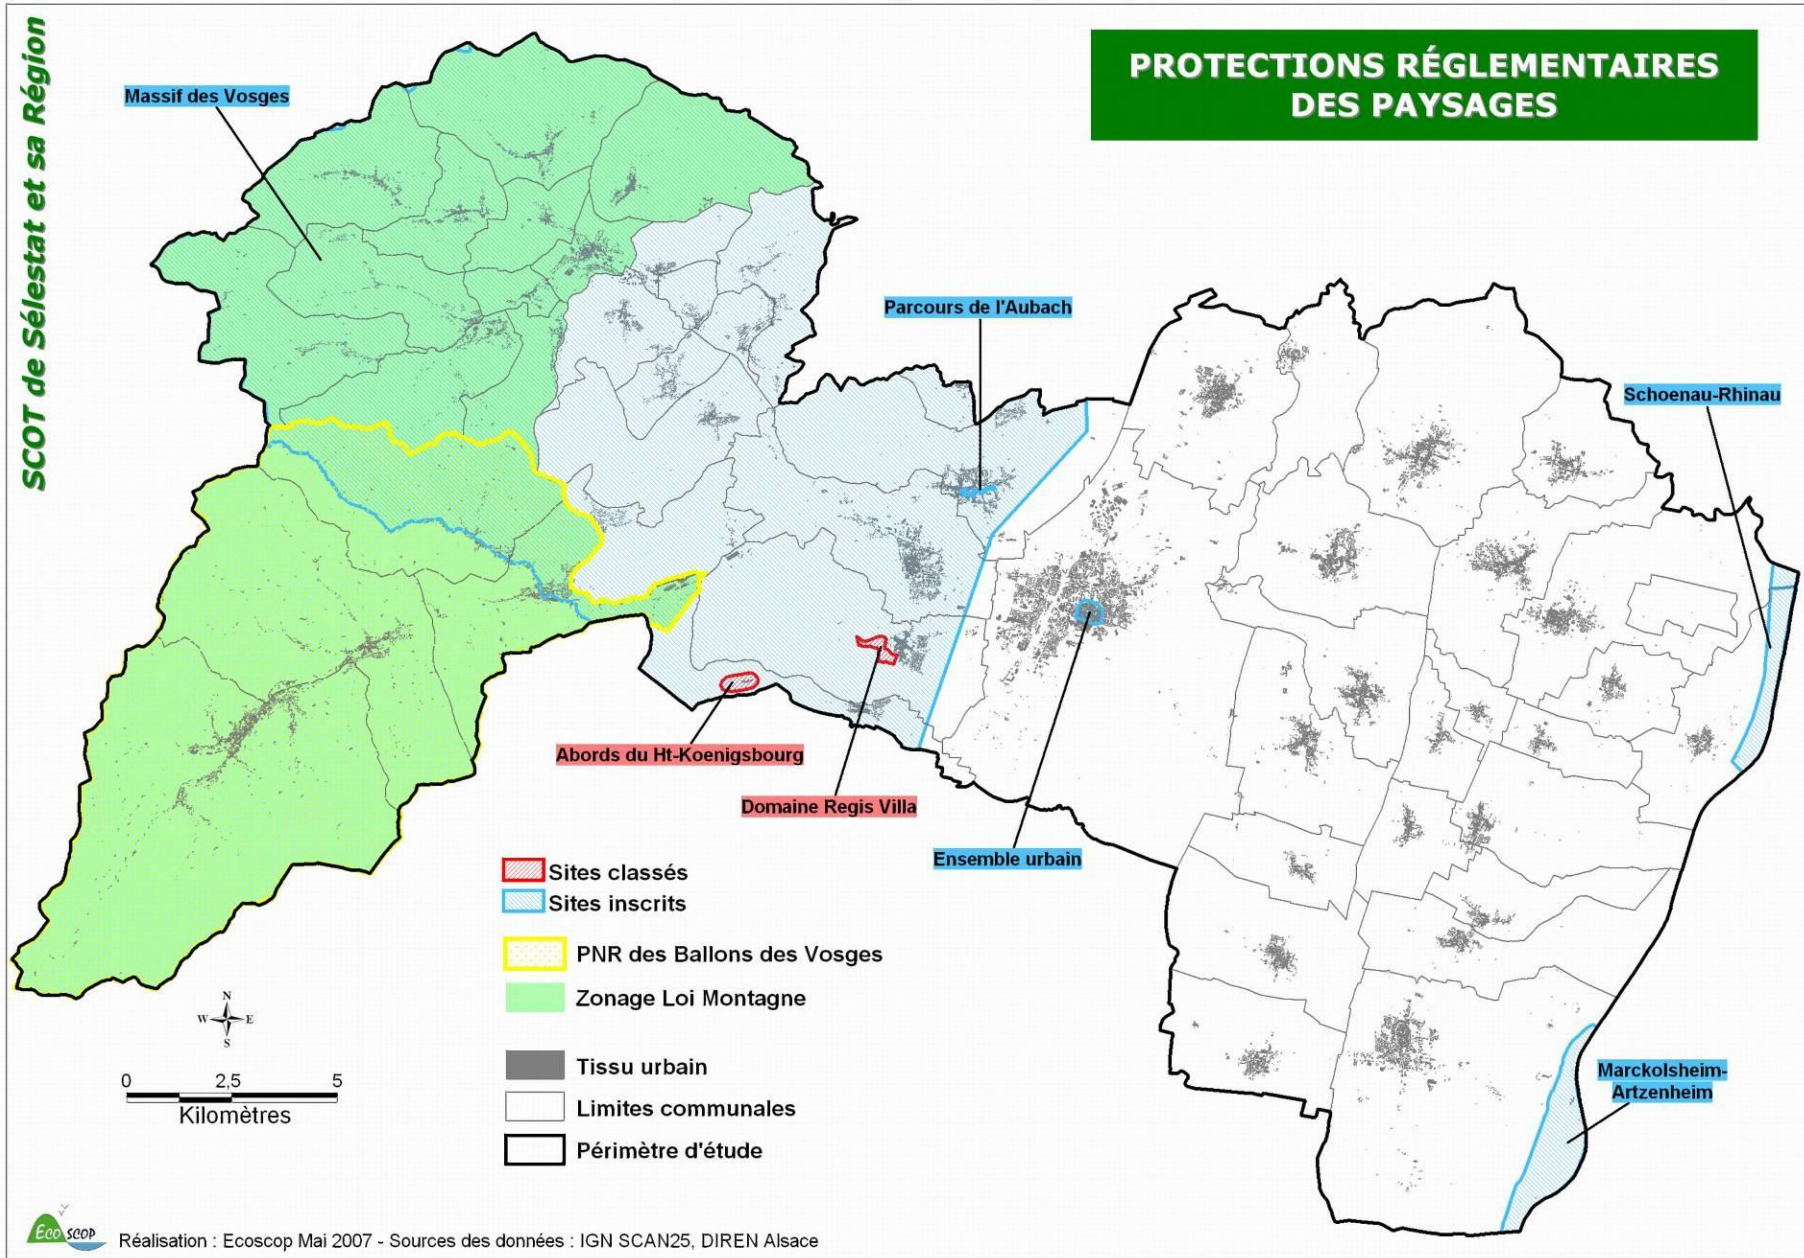 SCOT de Sélestat et sa Région
PROTECTIONS RÉGLEMENTAIRES
DES PAYSAGES
Massif des Vosges
Parcours de l'Aubach
Schoenau-Rhinau
Abords du Ht-Koenigsbourg
Domaine Regis Villa
Ensemble urbain
Marckolsheim-
Artzenheim
Sites classés
Sites inscrits
PNR des Ballons des Vosges
Zonage Loi Montagne
Tissu urbain
Limites communales
Périmètre d'étude
N
W E
S
0 2,5 5
Kilomètres
Eco SCOP
Réalisation : Ecoscop Mai 2007 - Sources des données : IGN SCAN25, DIREN Alsace